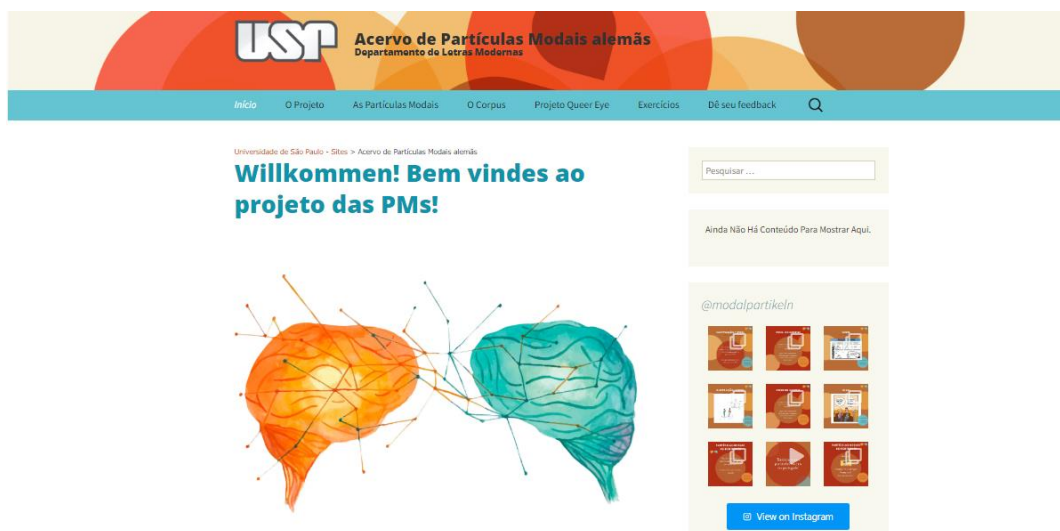 USP
Acervo de Partículas Modais alemãs
Departamento de Letras Modernas
Início O Projeto As Partículas Modais O Corpus Projeto Queer Eye Exercícios Dê seu feedback
Universidade de São Paulo - Sites > Acervo de Partículas Modais alemãs
Willkommen! Bem vindes ao
projeto das PMs!
Pesquisar ...
Ainda Não Há Conteúdo Para Mostrar Aqui.
@modalpartikeln
View on Instagram